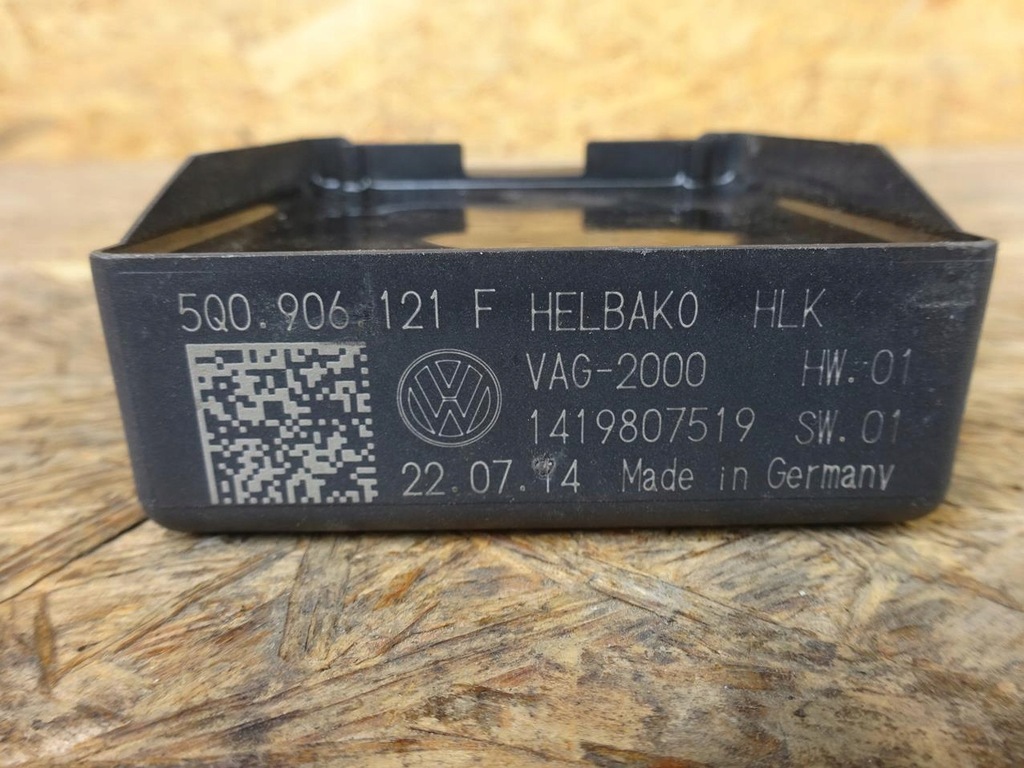 5Q0.906.121 F HELBAKO HLK
VAG-2000 HW.01
1419807519 SW.01
22.07.14 Made in Germany